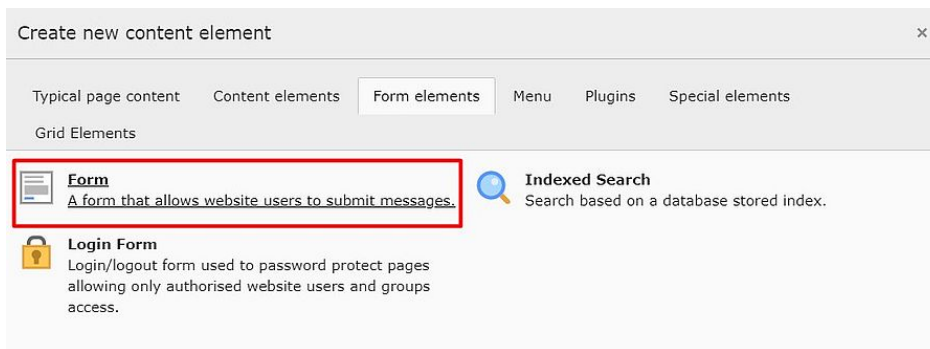 Create new content element
×
Typical page content Content elements Form elements Menu Plugins Special elements
Grid Elements
Form
A form that allows website users to submit messages.
Indexed Search
Search based on a database stored index.
Login Form
Login/logout form used to password protect pages
allowing only authorised website users and groups
access.